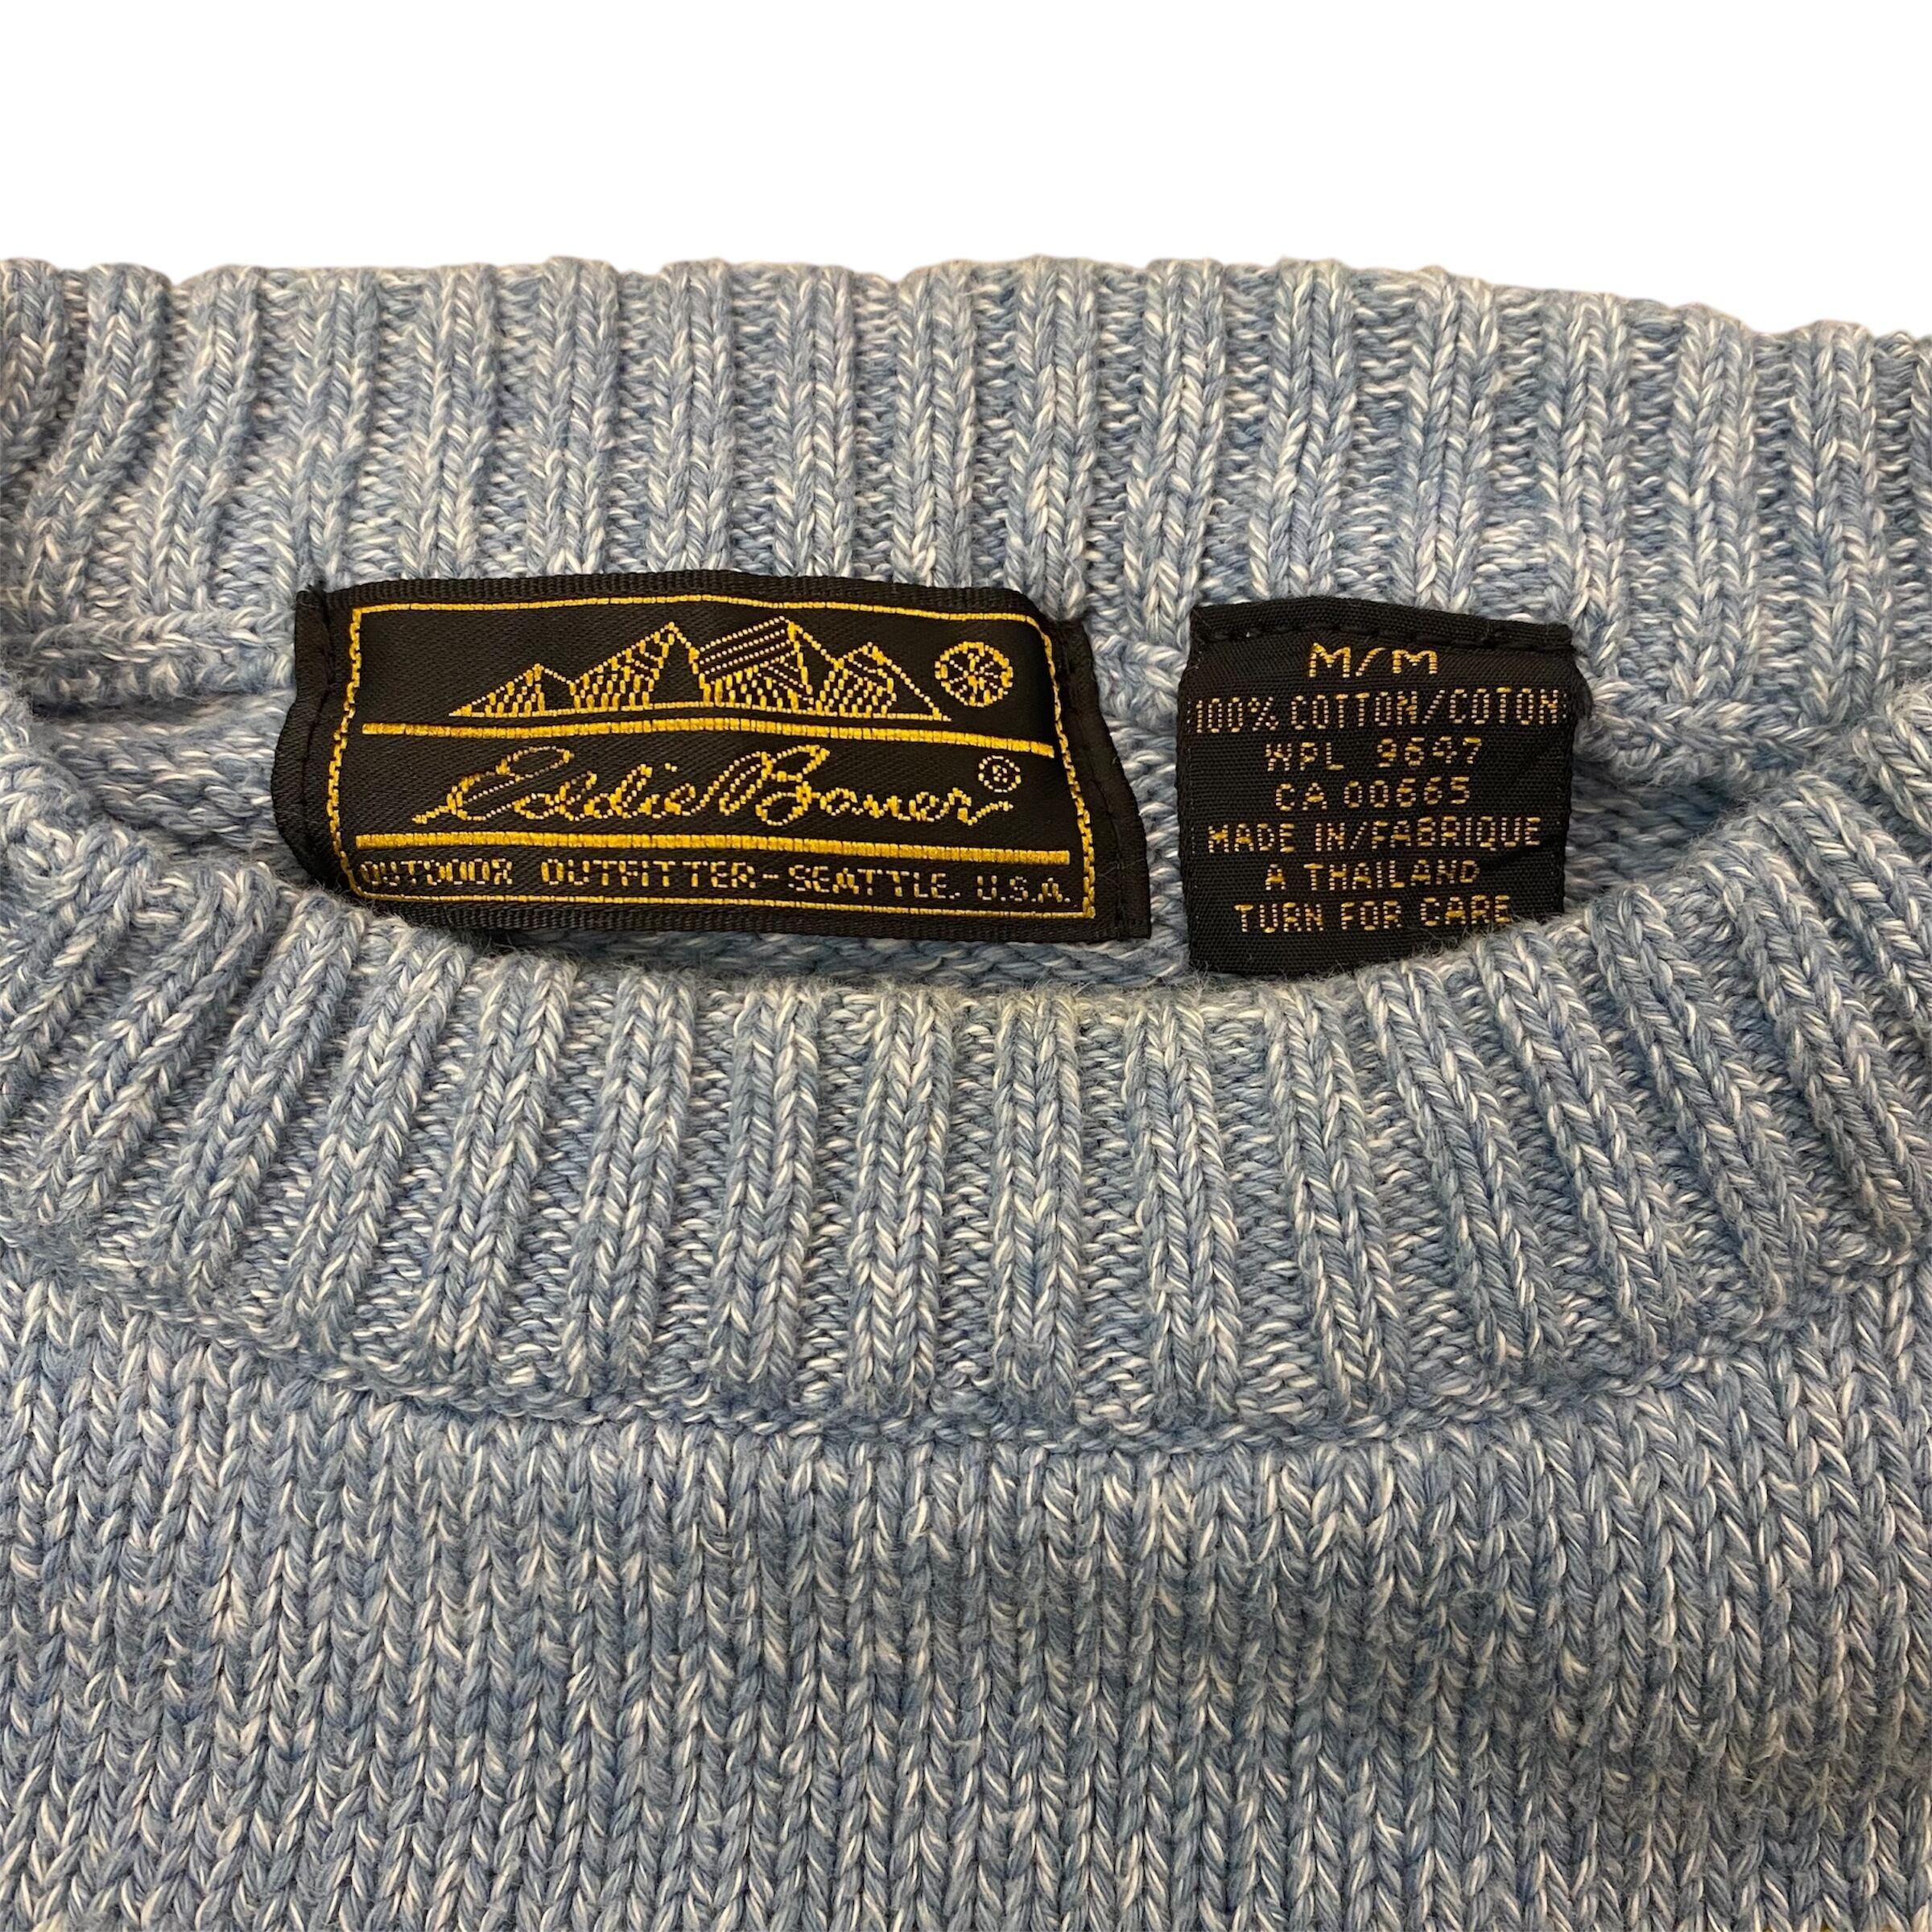 Eddie Bauer ®
OUTDOOR OUTFITTER-SEATTLE, U.S.A.
M/M
100% COTTON/COTON
WPL 9647
CA 00665
MADE IN/FABRIQUE
A THAILAND
TURN FOR CARE